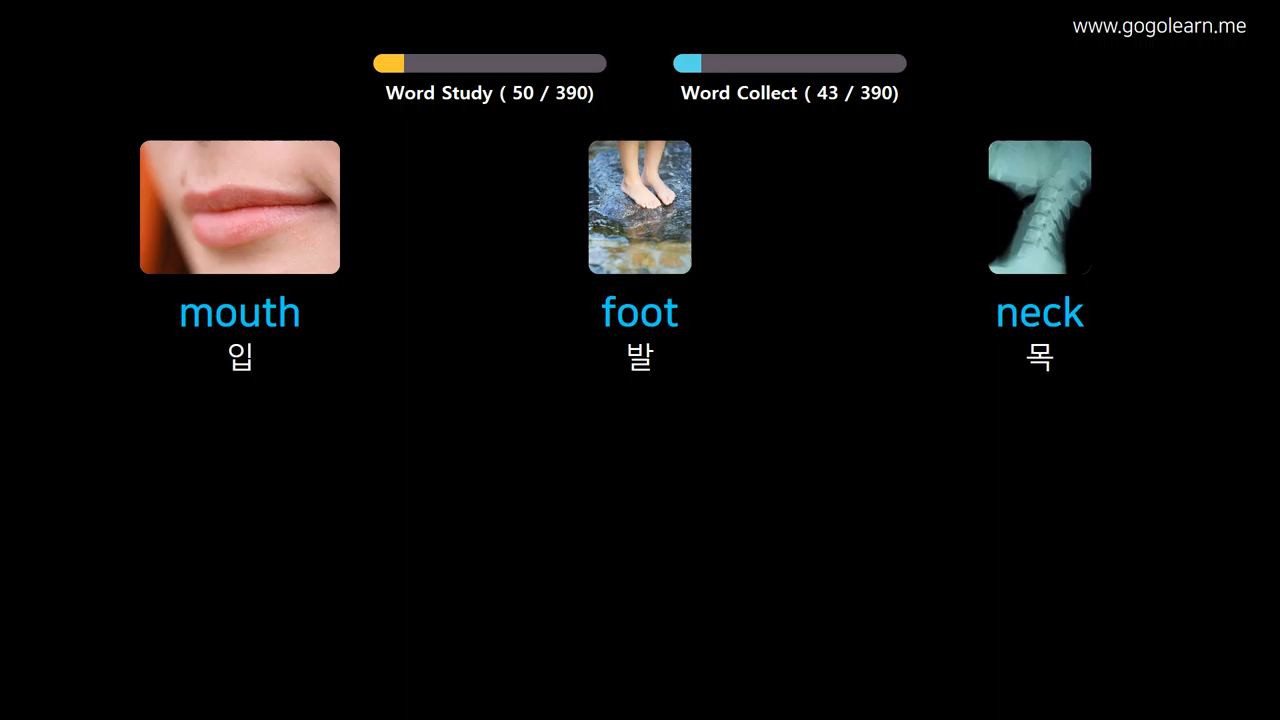 www.gogolearn.me
Word Study ( 50 / 390)
Word Collect ( 43 / 390)
mouth
입
foot
발
neck
목